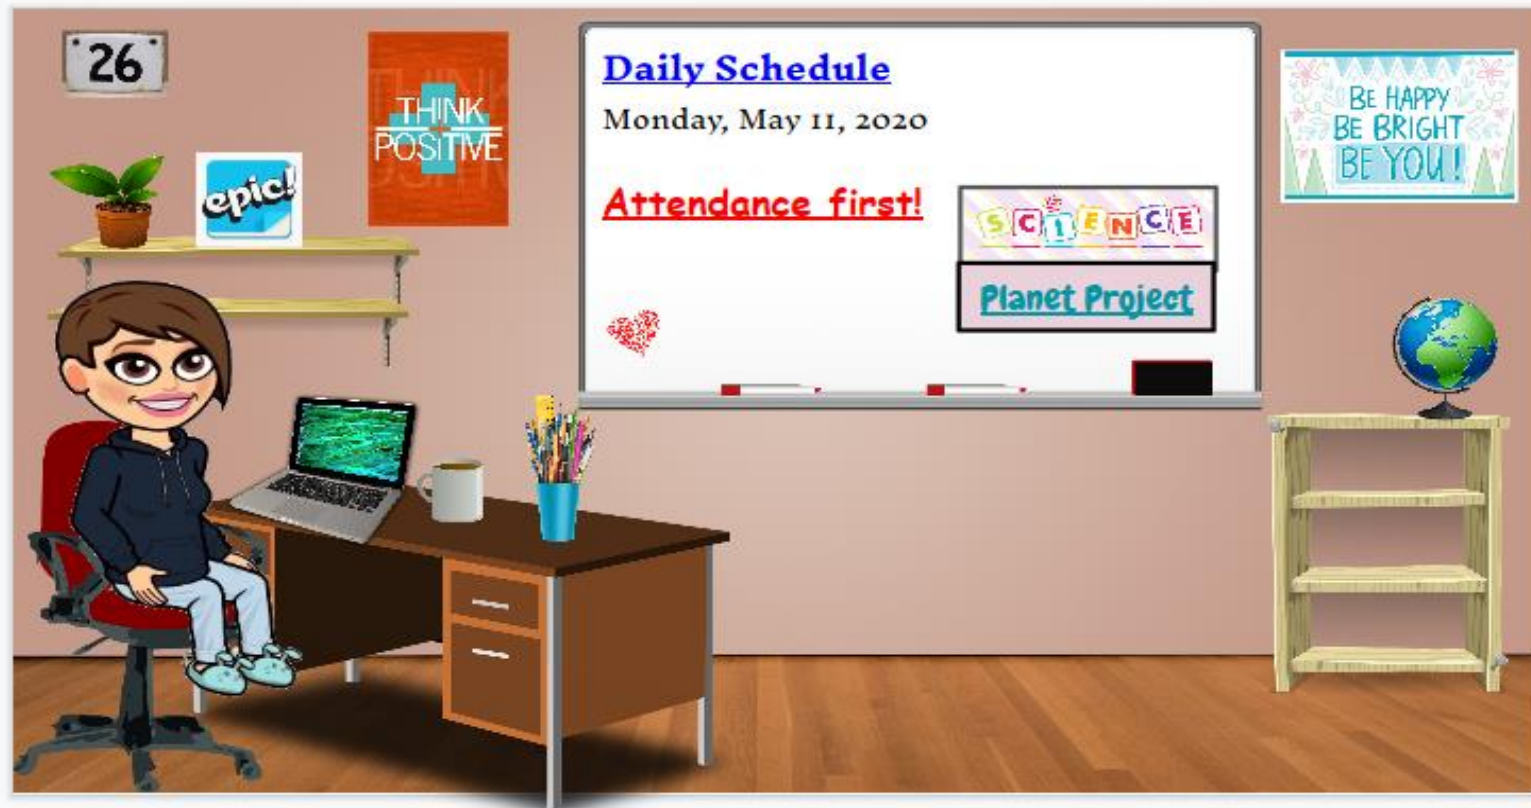 26
THINK
POSITIVE
epic!
Daily Schedule
Monday, May 11, 2020
Attendance first!
SCIENCE
Planet Project
BE HAPPY
BE BRIGHT
BE YOU!